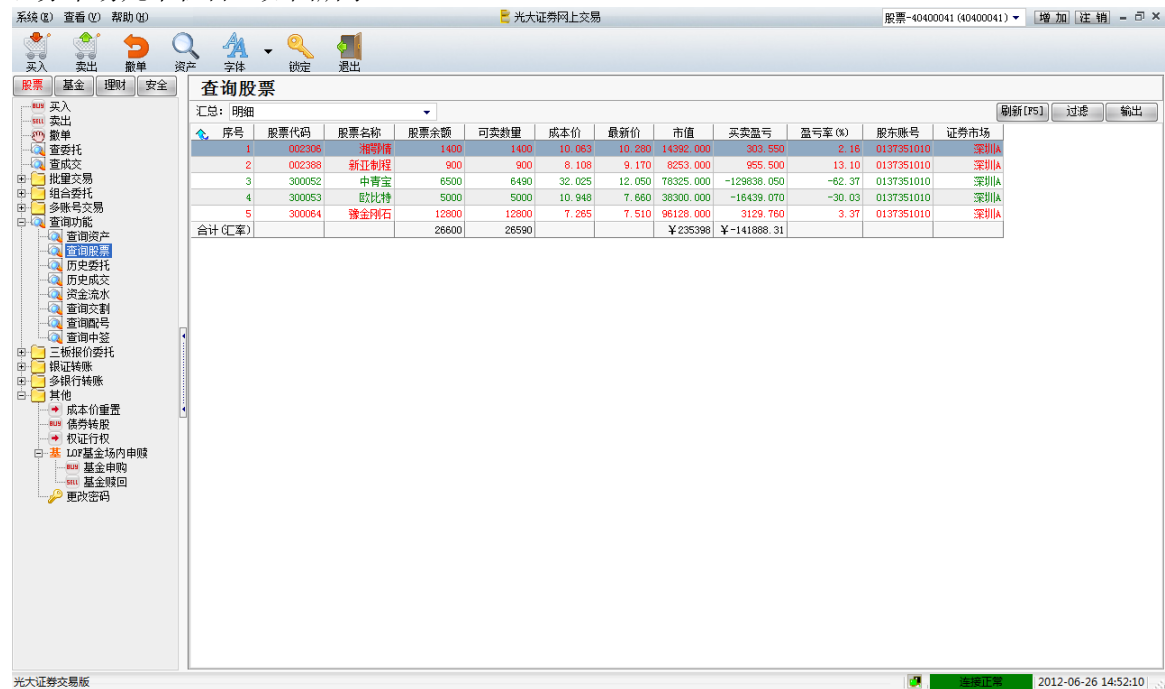 系统(X) 查看(V) 帮助(H) 光大证券网上交易 股票-40400041(40400041) 增加 注销
买入 卖出 撤单 资产 字体 锁定 退出
股票 基金 理财 安全
买入
卖出
撤单
查委托
查成交
批量交易
组合委托
多账号交易
查询功能
查询资产
查询股票
历史委托
历史成交
资金流水
查询交割
查询配号
查询中签
三板报价委托
银证转账
多银行转账
其他
成本价重置
债券转股
权证行权
LOF基金场内申赎
基金申购
基金赎回
更改密码
查询股票
汇总: 明细 刷新[F5] 过滤 输出
序号 股票代码 股票名称 股票余额 可卖数量 成本价 最新价 市值 买卖盈亏 盈亏率(%) 股东账号 证券市场
1 002306 湘鄂情 1400 1400 10.063 10.280 14392.000 303.550 2.16 0137351010 深圳A
2 002388 新亚制程 900 900 8.108 9.170 8253.000 955.500 13.10 0137351010 深圳A
3 300052 中青宝 6500 6490 32.025 12.050 78325.000 -129838.050 -62.37 0137351010 深圳A
4 300053 欧比特 5000 5000 10.948 7.660 38300.000 -16439.070 -30.03 0137351010 深圳A
5 300064 豫金刚石 12800 12800 7.265 7.510 96128.000 3129.760 3.37 0137351010 深圳A
合计(汇率) 26600 26590 ￥235398 ￥-141888.31
光大证券交易版 连接正常 2012-06-26 14:52:10